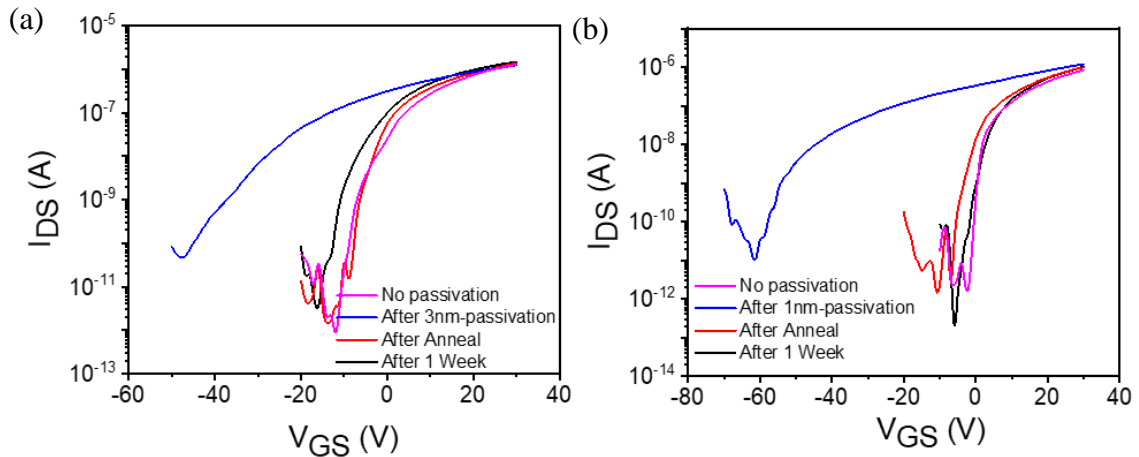 (a)
10^-5
10^-7
10^-9
10^-11
10^-13
I_DS (A)
No passivation
After 3nm-passivation
After Anneal
After 1 Week
-60 -40 -20 0 20 40
V_GS (V)
(b)
10^-6
10^-8
10^-10
10^-12
10^-14
I_DS (A)
No passivation
After 1nm-passivation
After Anneal
After 1 Week
-80 -60 -40 -20 0 20 40
V_GS (V)